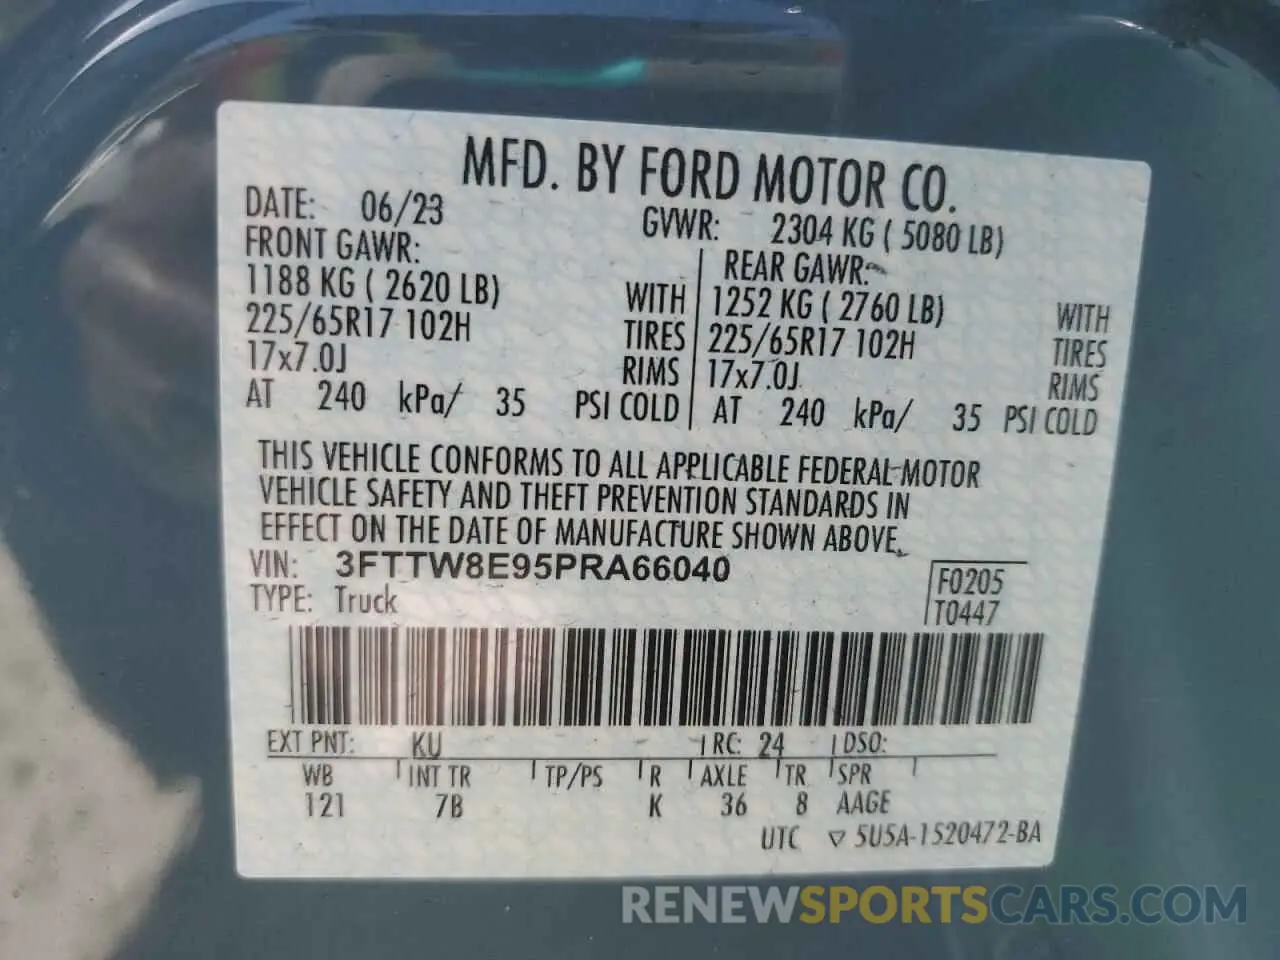 MFD. BY FORD MOTOR CO.
DATE: 06/23 GVWR: 2304 KG ( 5080 LB)
FRONT GAWR: REAR GAWR:
1188 KG ( 2620 LB) WITH 1252 KG ( 2760 LB) WITH
225/65R17 102H TIRES 225/65R17 102H TIRES
17x7.0J RIMS 17x7.0J RIMS
AT 240 kPa/ 35 PSI COLD AT 240 kPa/ 35 PSI COLD
THIS VEHICLE CONFORMS TO ALL APPLICABLE FEDERAL MOTOR
VEHICLE SAFETY AND THEFT PREVENTION STANDARDS IN
EFFECT ON THE DATE OF MANUFACTURE SHOWN ABOVE.
VIN: 3FTTW8E95PRA66040
TYPE: Truck
F0205
T0447
EXT PNT: KU RC: 24 DSO:
WB INT TR TP/PS R AXLE TR SPR
121 7B K 36 8 AAGE
UTC ▽ 5U5A-1520472-BA
RENEWSPORTSCARS.COM